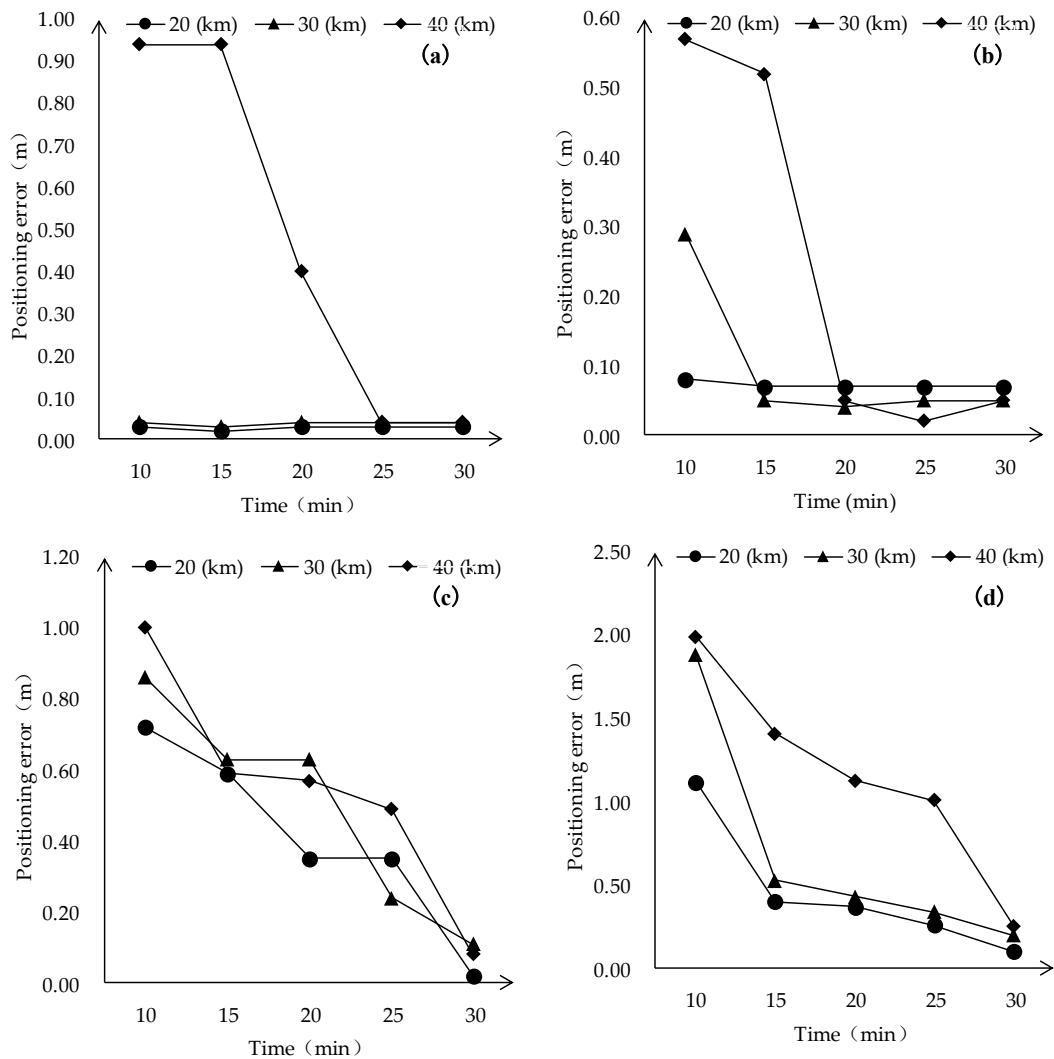 20 (km) 30 (km) 40 (km)
(a)
Positioning error（m）
1.00
0.90
0.80
0.70
0.60
0.50
0.40
0.30
0.20
0.10
0.00
10 15 20 25 30
Time（min）
20 (km) 30 (km) 40 (km)
(b)
Positioning error（m）
0.60
0.50
0.40
0.30
0.20
0.10
0.00
10 15 20 25 30
Time (min)
20 (km) 30 (km) 40 (km)
(c)
Positioning error（m）
1.20
1.00
0.80
0.60
0.40
0.20
0.00
10 15 20 25 30
Time（min）
20 (km) 30 (km) 40 (km)
(d)
Positioning error（m）
2.50
2.00
1.50
1.00
0.50
0.00
10 15 20 25 30
Time（min）